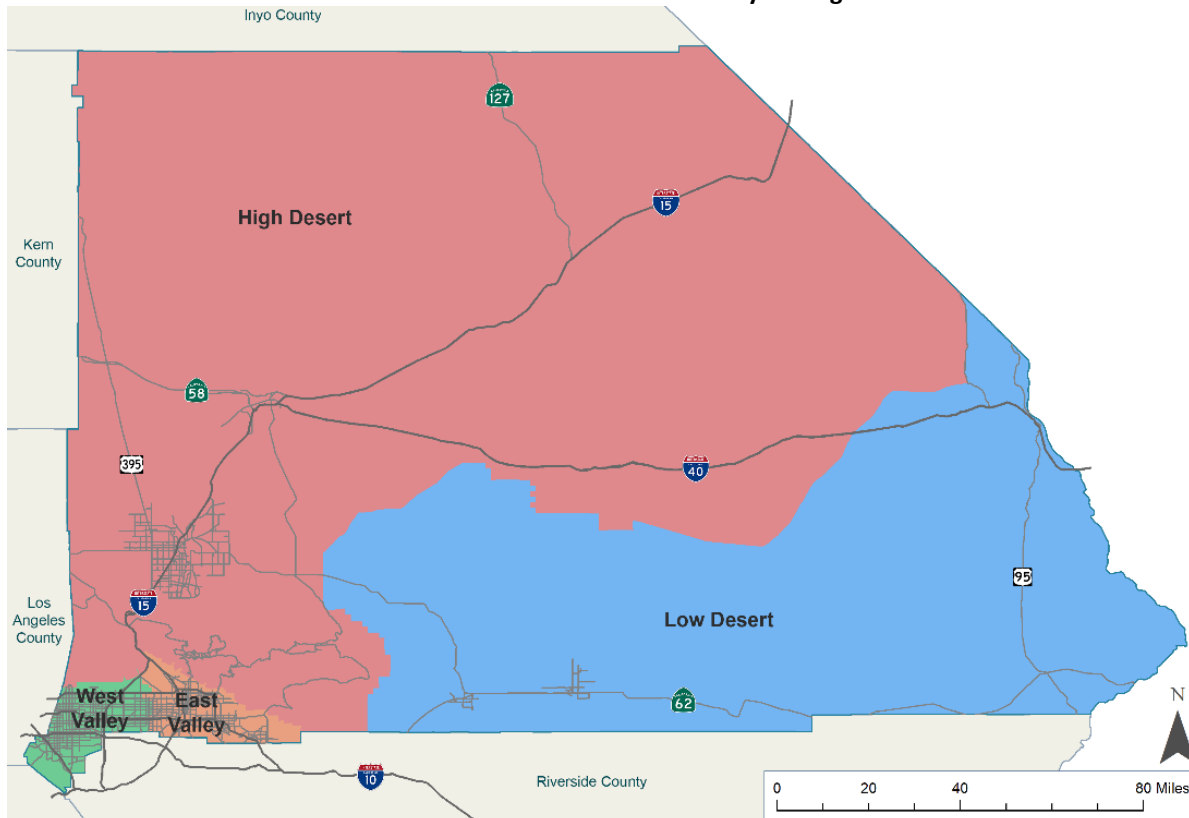 Inyo County
127
15
High Desert
Kern
County
58
395
40
95
15
Los
Angeles
County
Low Desert
West
Valley
East
Valley
62
N
10
Riverside County
0 20 40 80 Miles